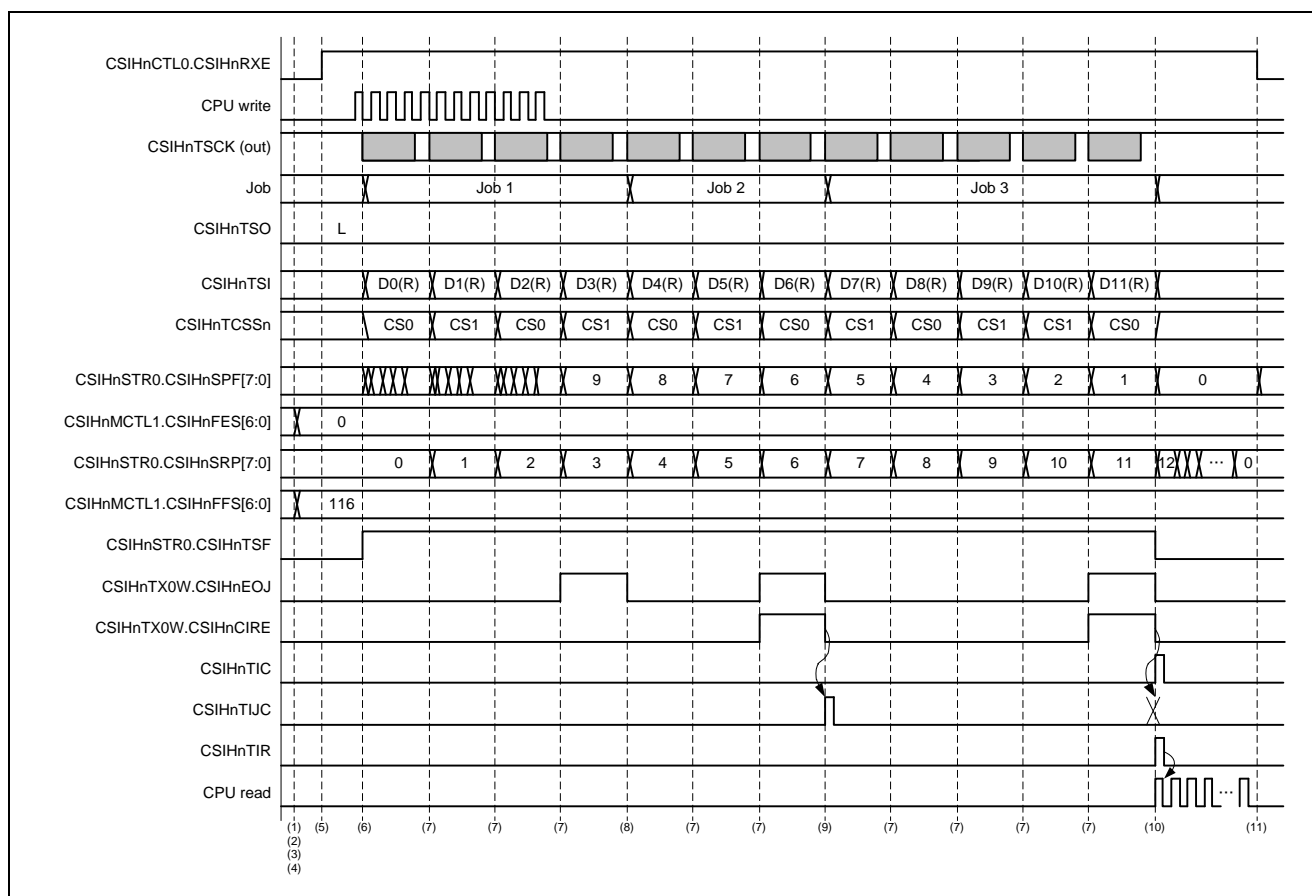 CSIHnCTL0.CSIHnRXE
CPU write
CSIHnTSCK (out)
Job Job 1 Job 2 Job 3
CSIHnTSO L
CSIHnTSI D0(R) D1(R) D2(R) D3(R) D4(R) D5(R) D6(R) D7(R) D8(R) D9(R) D10(R) D11(R)
CSIHnTCSSn CS0 CS1 CS0 CS1 CS0 CS1 CS0 CS1 CS0 CS1 CS1 CS0
CSIHnSTR0.CSIHnSPF[7:0] 9 8 7 6 5 4 3 2 1 0
CSIHnMCTL1.CSIHnFES[6:0] 0
CSIHnSTR0.CSIHnSRP[7:0] 0 1 2 3 4 5 6 7 8 9 10 11 12 ... 0
CSIHnMCTL1.CSIHnFFS[6:0] 116
CSIHnSTR0.CSIHnTSF
CSIHnTX0W.CSIHnEOJ
CSIHnTX0W.CSIHnCIRE
CSIHnTIC
CSIHnTIJC
CSIHnTIR
CPU read ...
(1) (5) (6) (7) (7) (7) (8) (7) (7) (9) (7) (7) (7) (7) (10) (11)
(2)
(3)
(4)